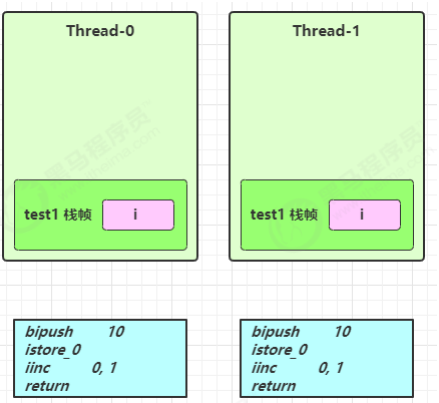 Thread-0
test1 栈帧 i
bipush 10
istore_0
iinc 0, 1
return
Thread-1
test1 栈帧 i
bipush 10
istore_0
iinc 0, 1
return